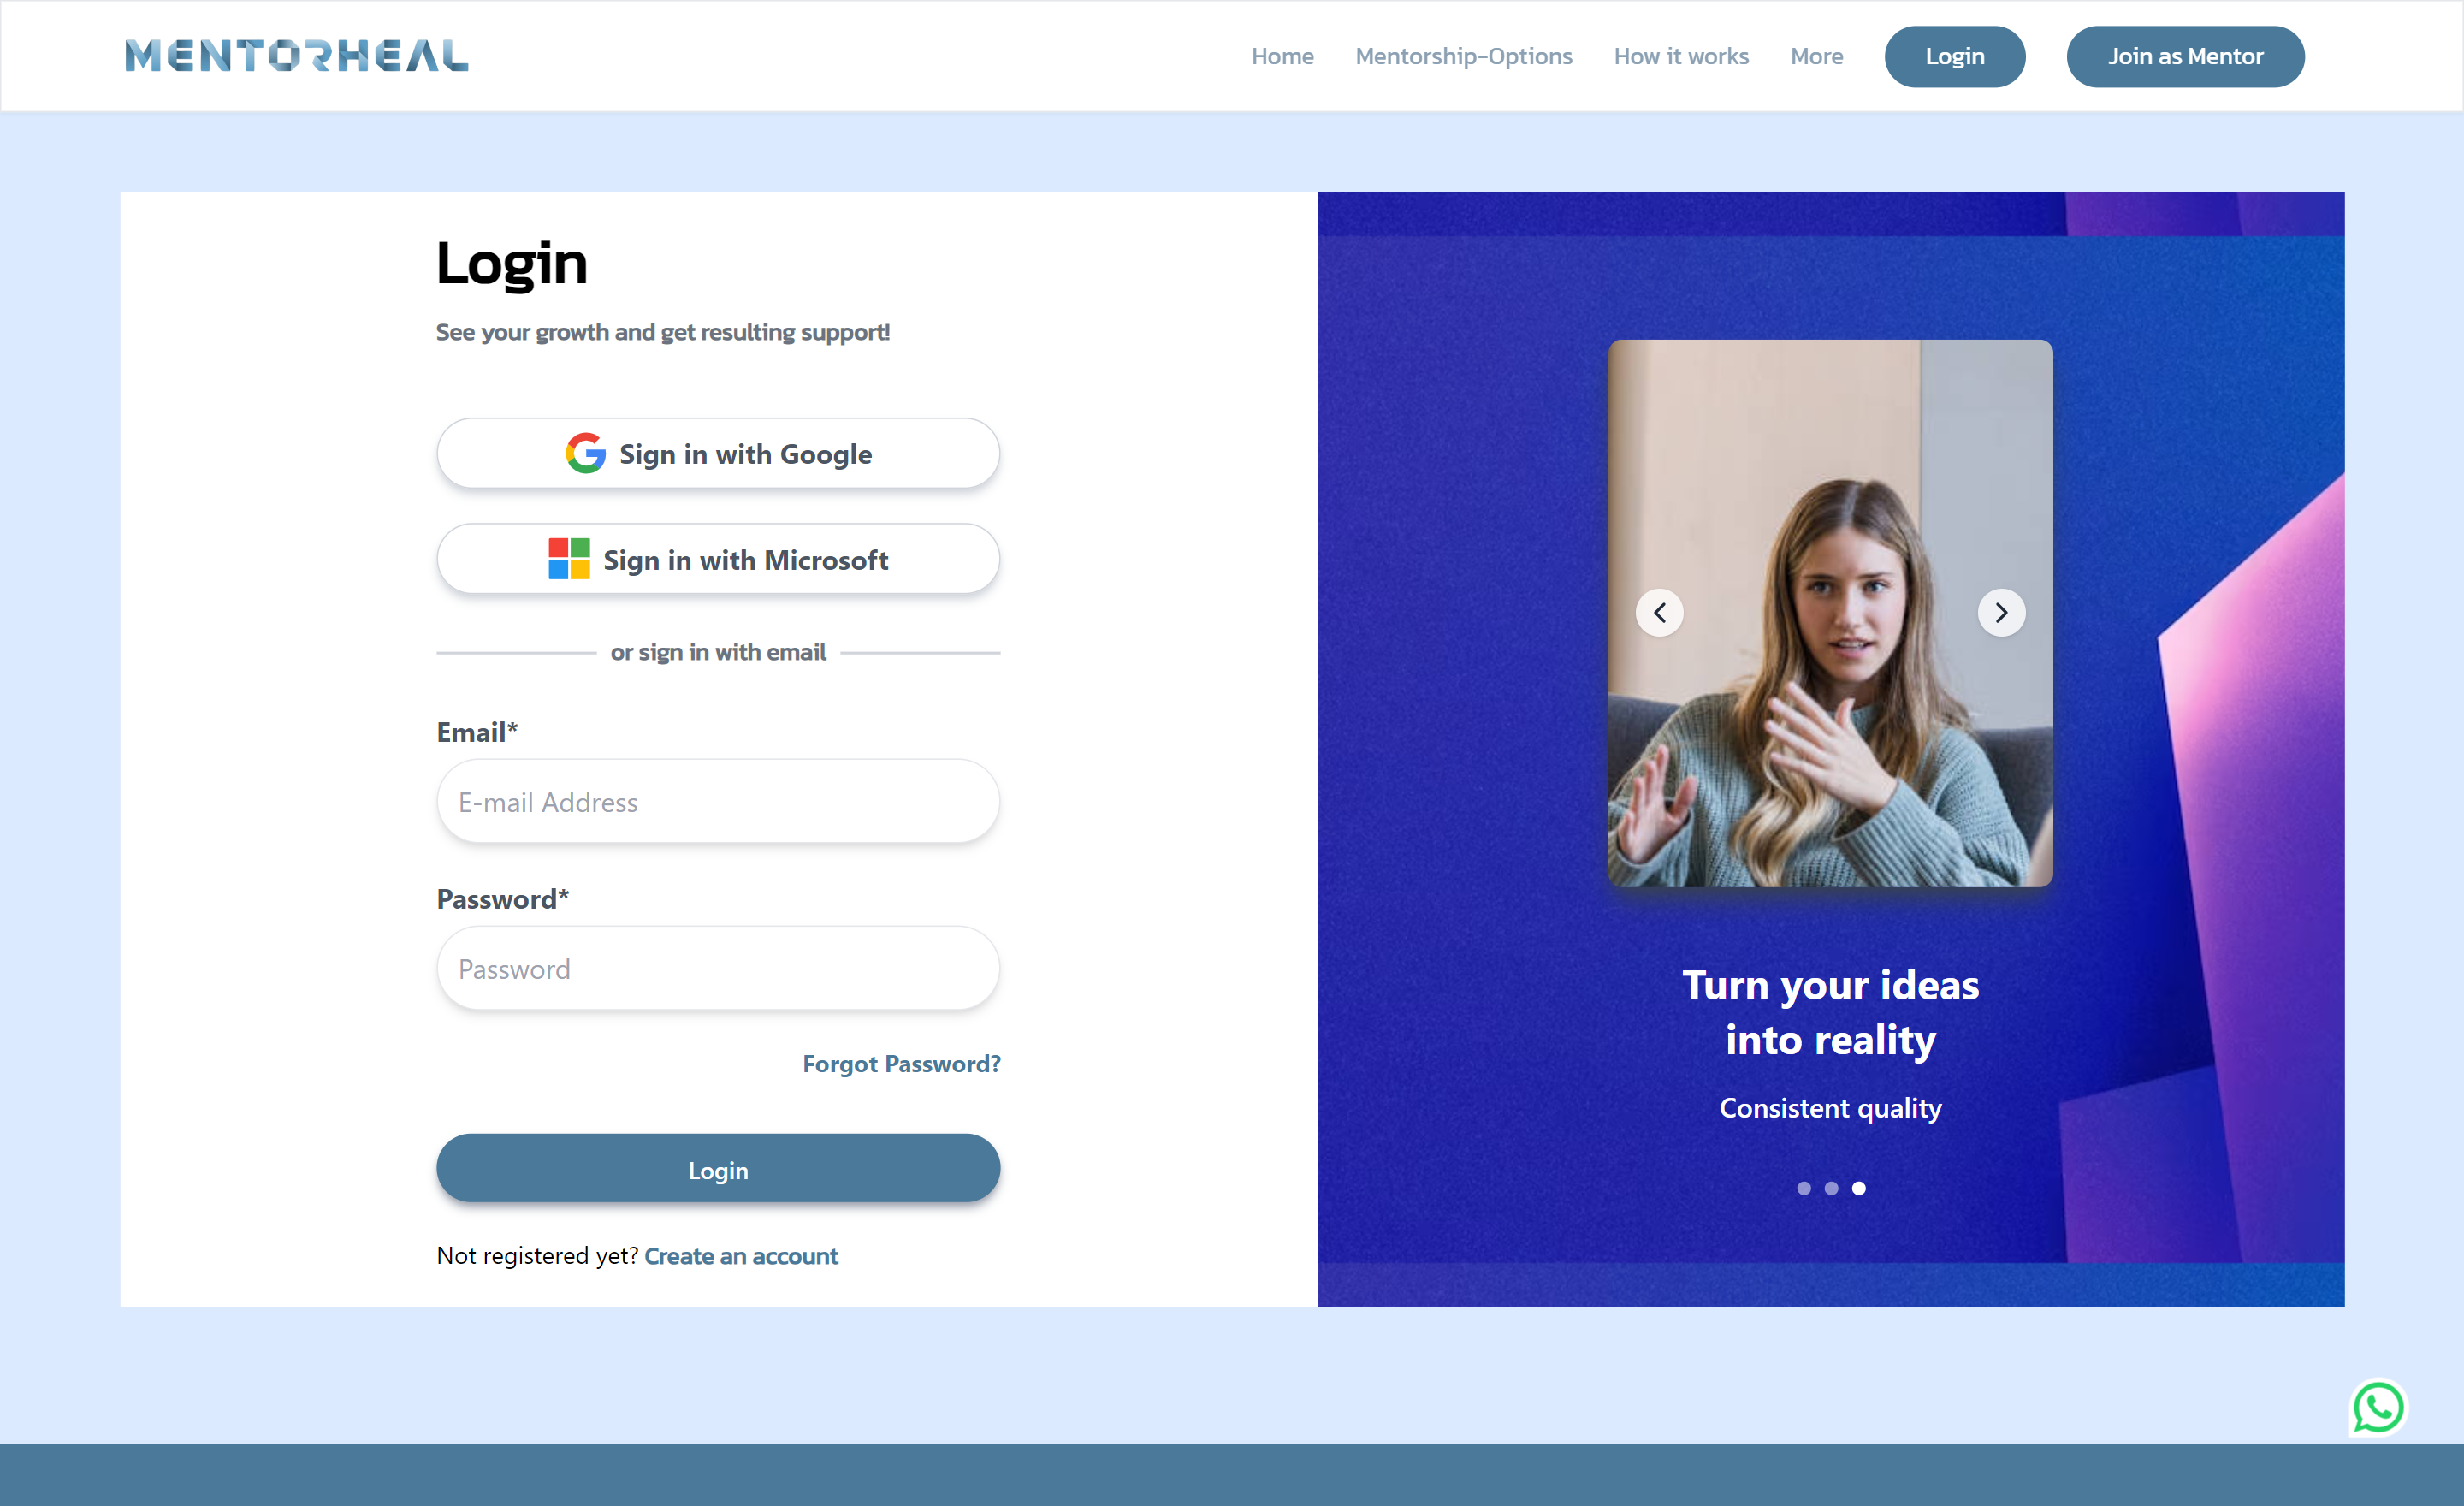 MENTORHEAL
Home Mentorship-Options How it works More Login Join as Mentor
Login
See your growth and get resulting support!
Sign in with Google
Sign in with Microsoft
or sign in with email
Email*
E-mail Address
Password*
Password
Forgot Password?
Login
Not registered yet? Create an account
Turn your ideas
into reality
Consistent quality